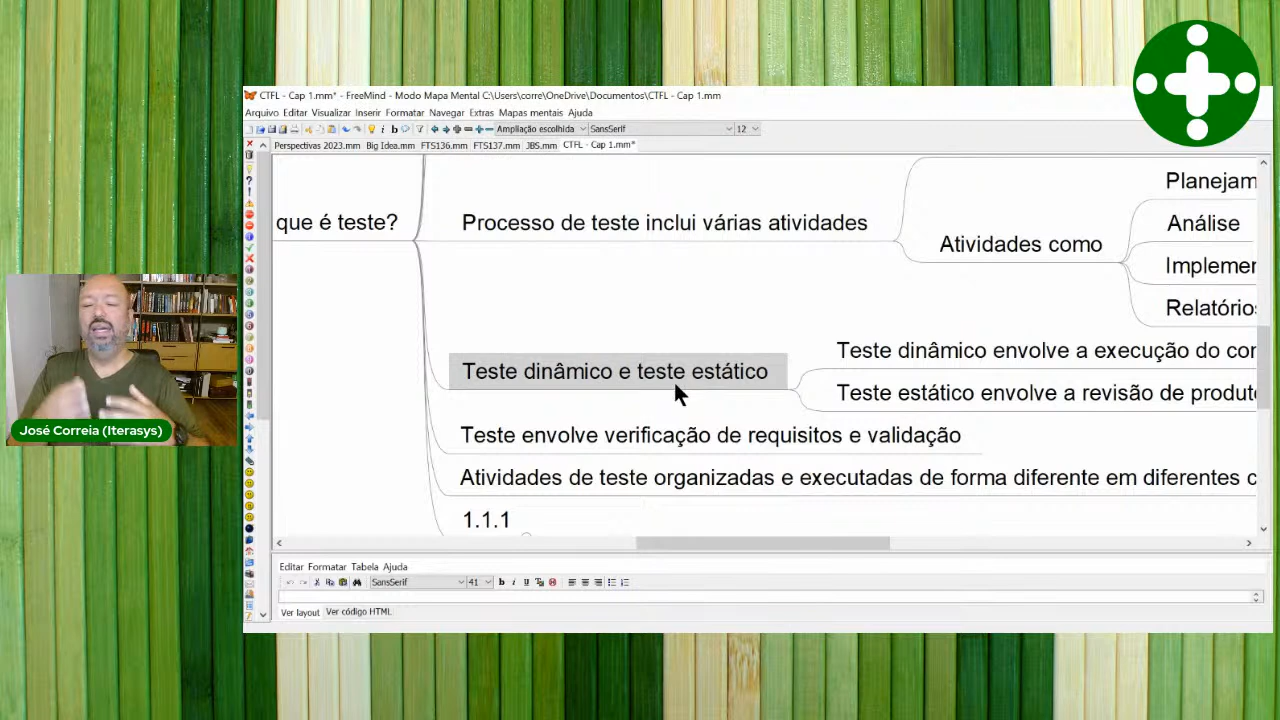 CTFL - Cap 1.mm* - FreeMind - Modo Mapa Mental C:\Users\corre\OneDrive\Documentos\CTFL - Cap 1.mm
Arquivo Editar Visualizar Inserir Formatar Navegar Extras Mapas mentais Ajuda
Ampliação escolhida SansSerif 12
Perspectivas 2023.mm Big Idea.mm FTS136.mm FTS137.mm JBS.mm CTFL - Cap 1.mm*
Planejam
que é teste? Processo de teste inclui várias atividades Análise
Atividades como
Implemen
Relatórios
Teste dinâmico envolve a execução do con
Teste dinâmico e teste estático
Teste estático envolve a revisão de produto
José Correia (Iterasys)
Teste envolve verificação de requisitos e validação
Atividades de teste organizadas e executadas de forma diferente em diferentes c
1.1.1
Editar Formatar Tabela Ajuda
SansSerif 41
Ver layout Ver código HTML